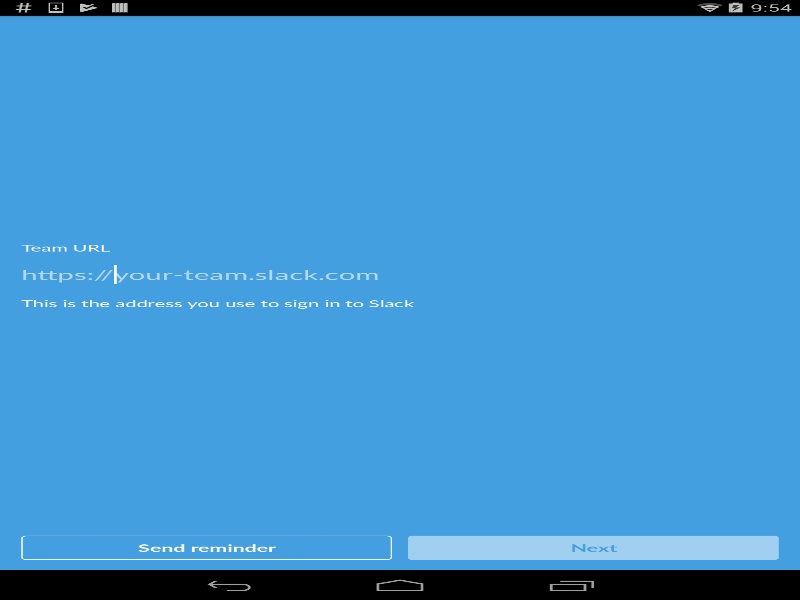 9:54
Team URL
https://your-team.slack.com
This is the address you use to sign in to Slack
Send reminder
Next